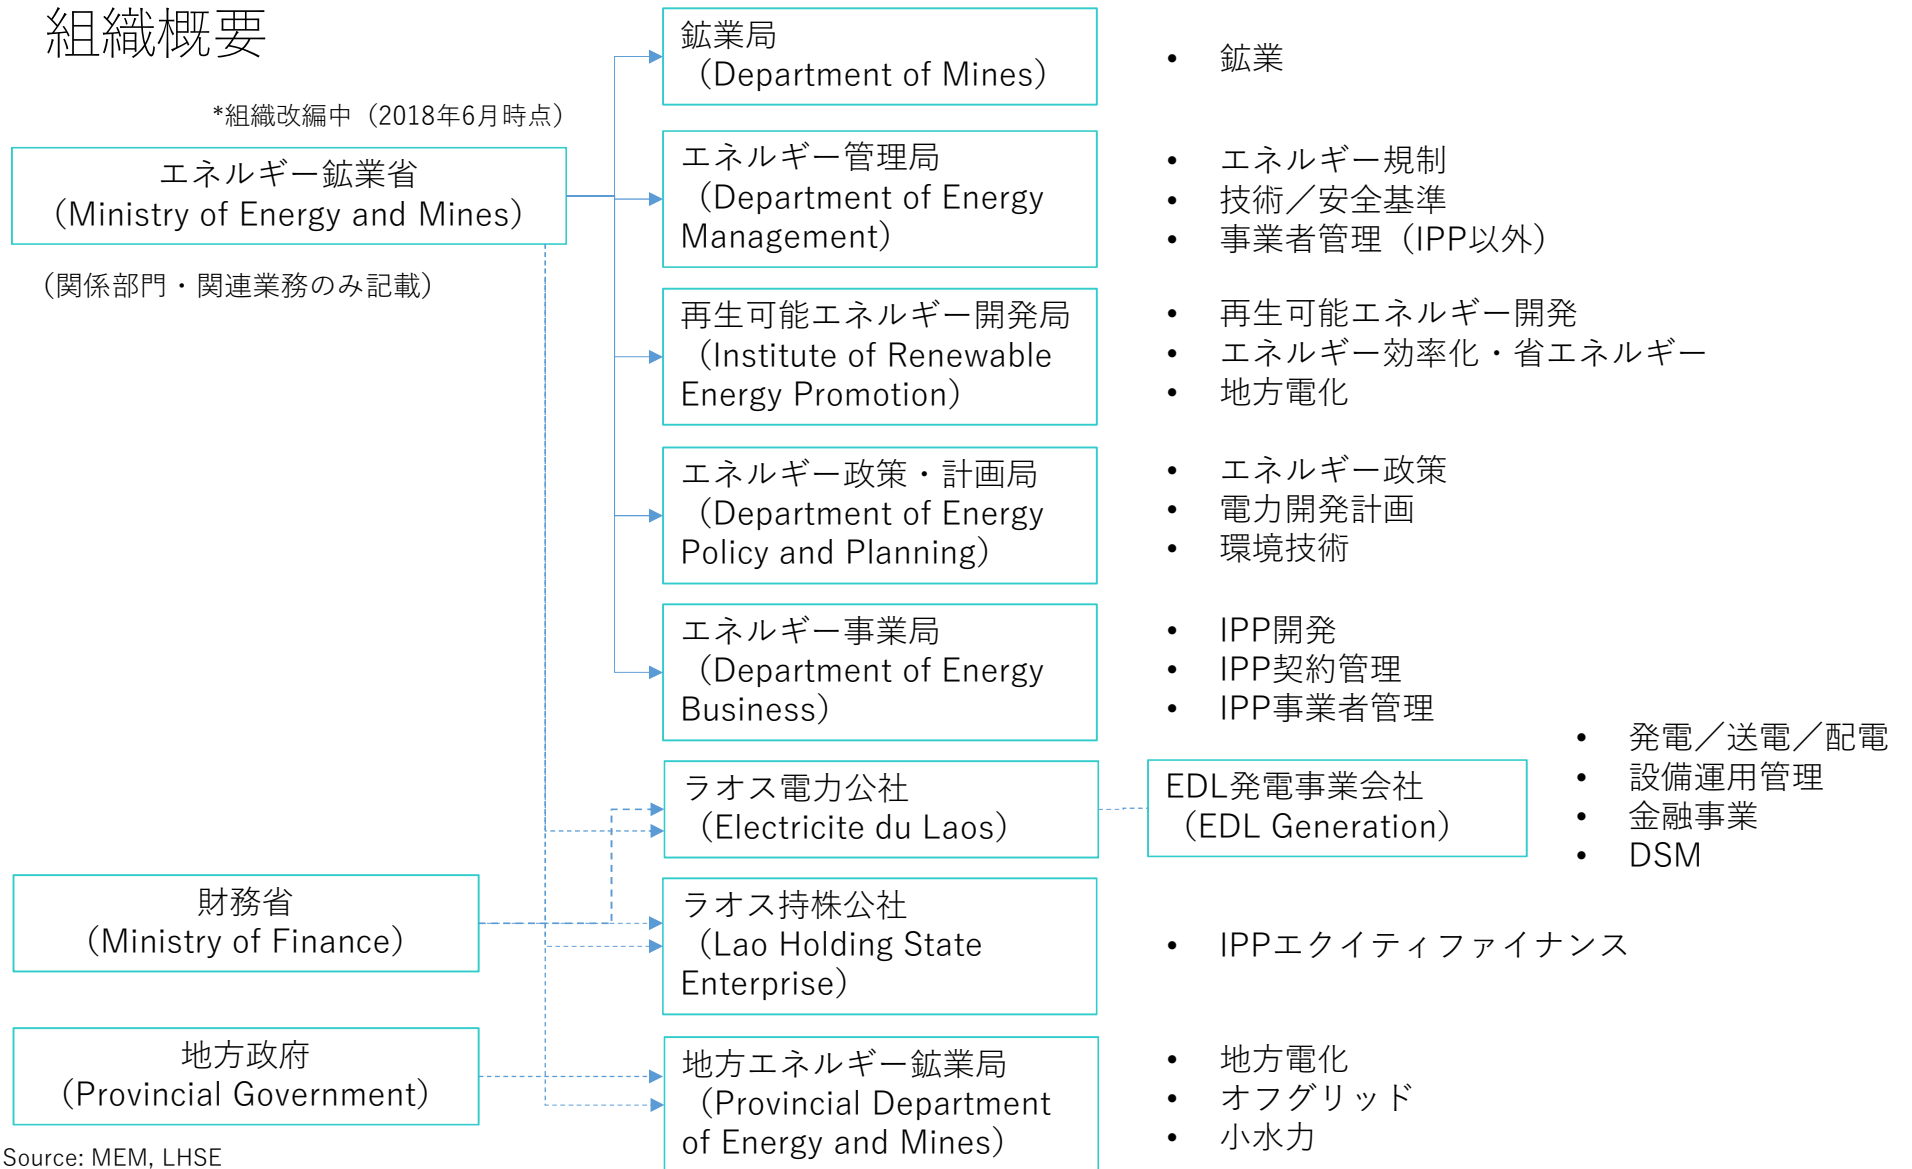 組織概要
*組織改編中（2018年6月時点）
エネルギー鉱業省
（Ministry of Energy and Mines）
（関係部門・関連業務のみ記載）
鉱業局
（Department of Mines）
• 鉱業
エネルギー管理局
（Department of Energy
Management）
• エネルギー規制
• 技術／安全基準
• 事業者管理（IPP以外）
再生可能エネルギー開発局
（Institute of Renewable
Energy Promotion）
• 再生可能エネルギー開発
• エネルギー効率化・省エネルギー
• 地方電化
エネルギー政策・計画局
（Department of Energy
Policy and Planning）
• エネルギー政策
• 電力開発計画
• 環境技術
エネルギー事業局
（Department of Energy
Business）
• IPP開発
• IPP契約管理
• IPP事業者管理
ラオス電力公社
（Electricite du Laos）
EDL発電事業会社
（EDL Generation）
• 発電／送電／配電
• 設備運用管理
• 金融事業
• DSM
財務省
（Ministry of Finance）
ラオス持株公社
（Lao Holding State
Enterprise）
• IPPエクイティファイナンス
地方政府
（Provincial Government）
地方エネルギー鉱業局
（Provincial Department
of Energy and Mines）
• 地方電化
• オフグリッド
• 小水力
Source: MEM, LHSE